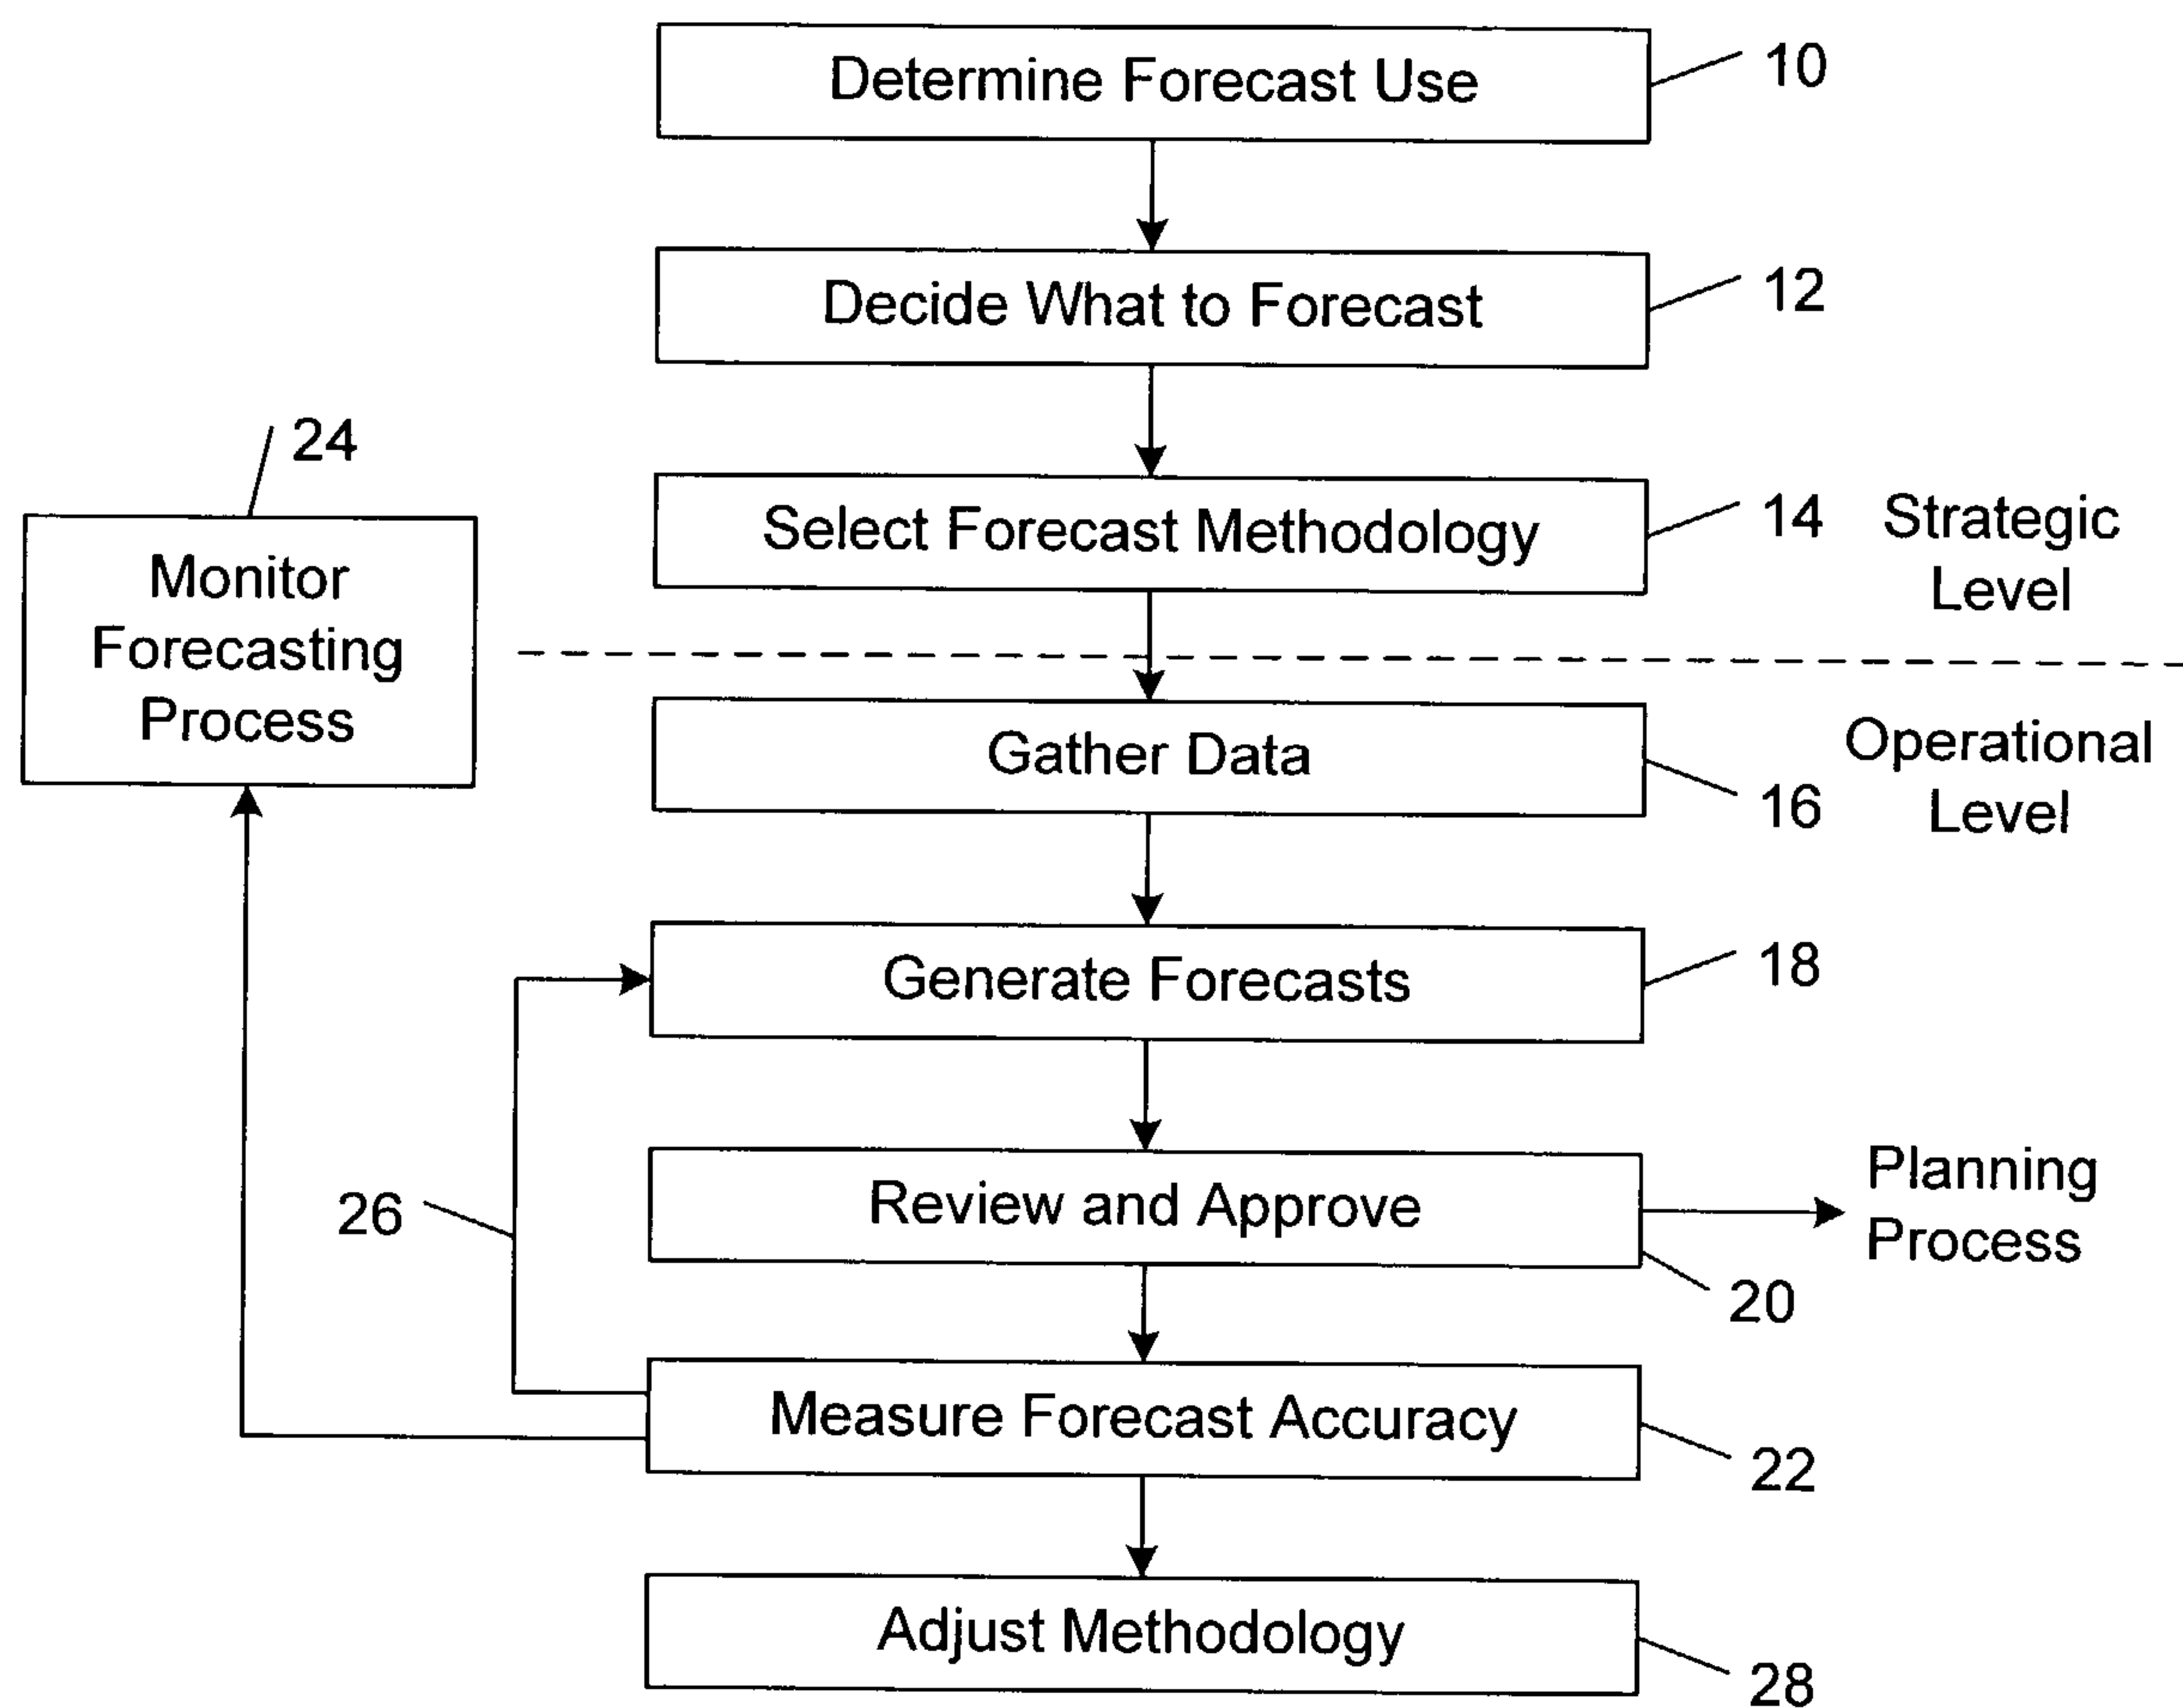 Determine Forecast Use
10
Decide What to Forecast
12
24
Select Forecast Methodology
14
Strategic
Level
Monitor
Forecasting
Process
Gather Data
16
Operational
Level
Generate Forecasts
18
26
Review and Approve
20
Planning
Process
Measure Forecast Accuracy
22
Adjust Methodology
28